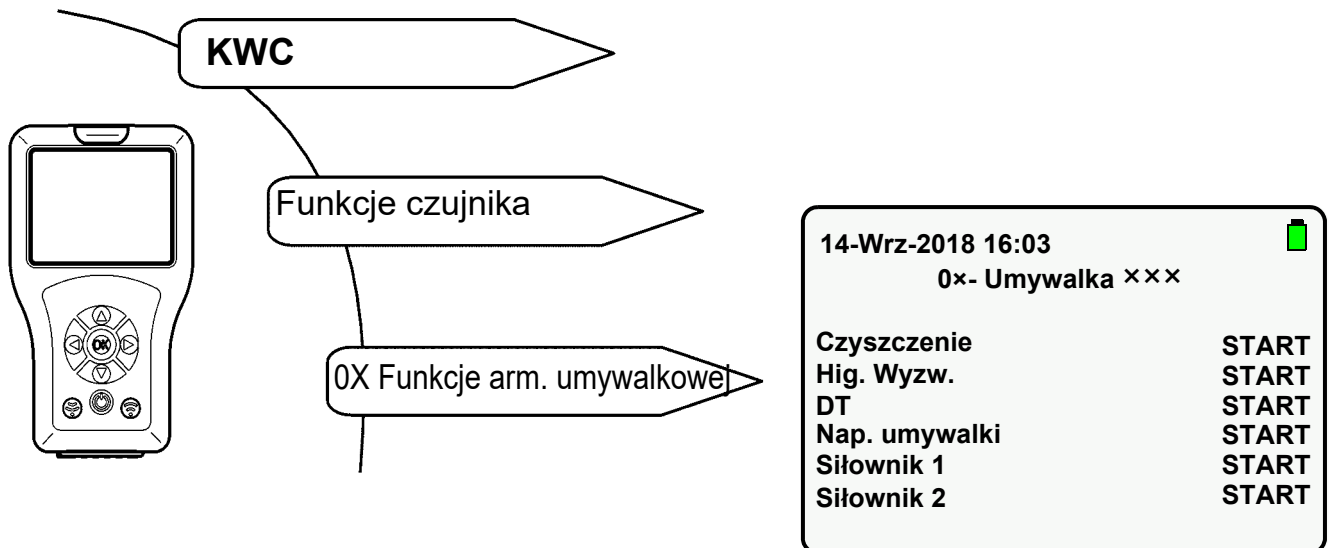 KWC
Funkcje czujnika
0X Funkcje arm. umywalkowej
OK
14-Wrz-2018 16:03
0×- Umywalka ×××
Czyszczenie START
Hig. Wyzw. START
DT START
Nap. umywalki START
Siłownik 1 START
Siłownik 2 START